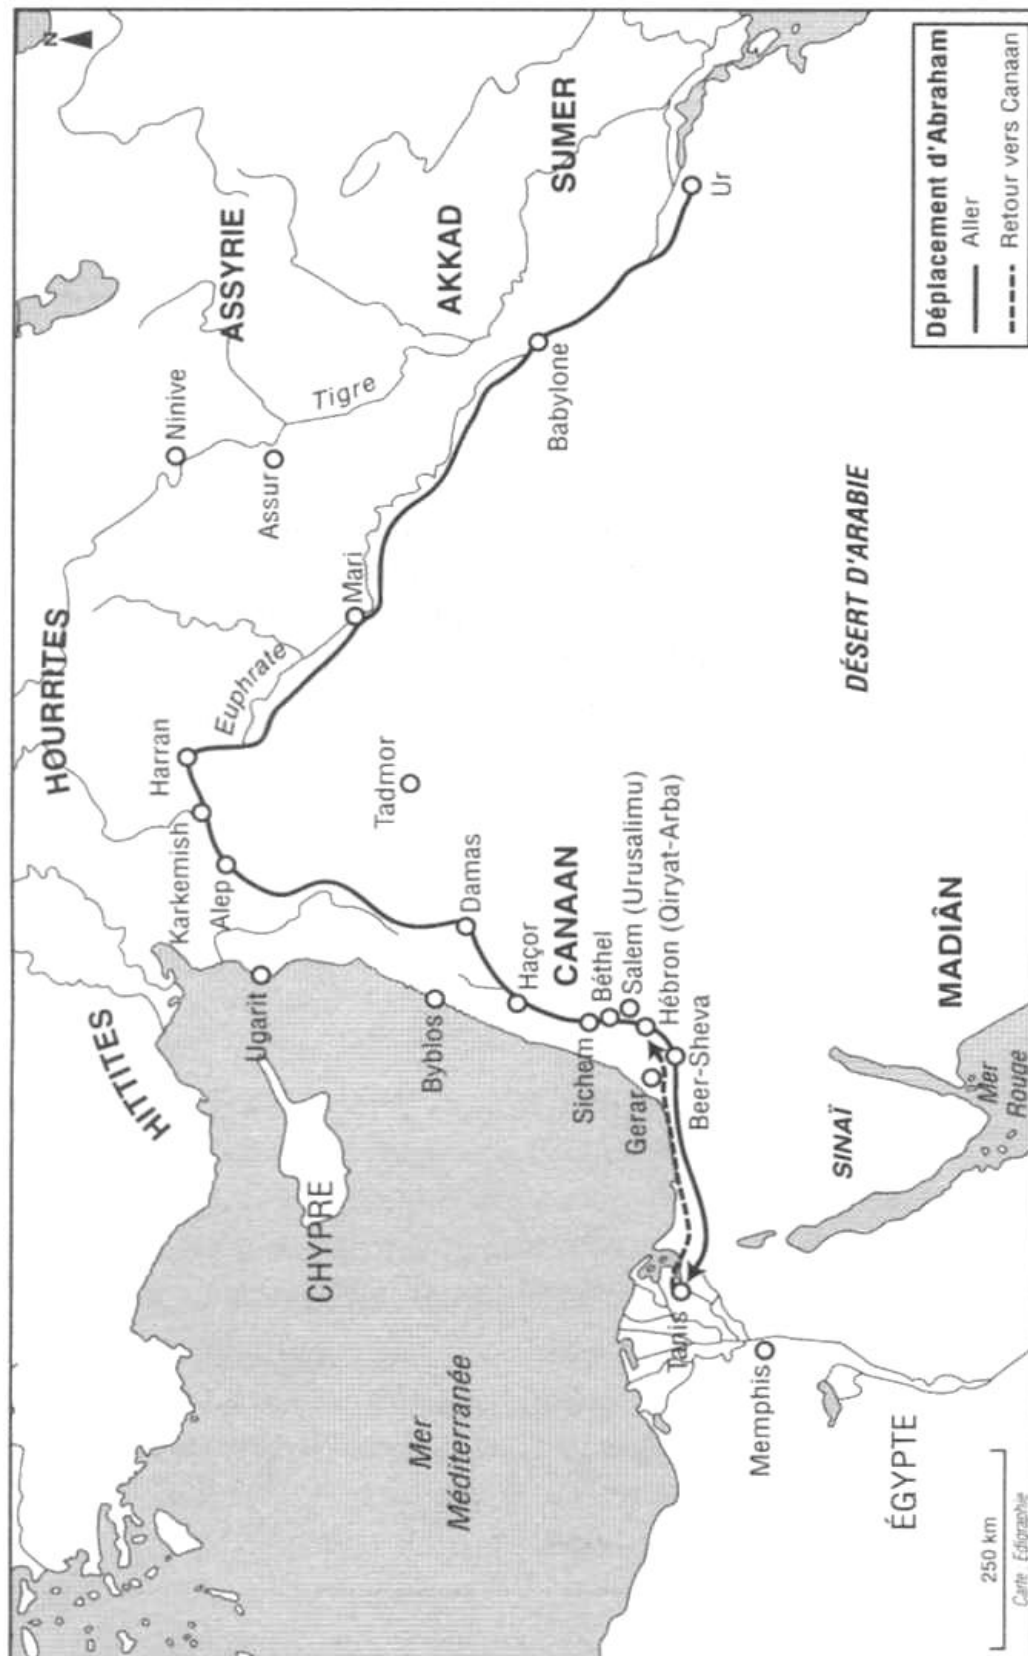 N
HITTITES
HOURRITES
ASSYRIE
AKKAD
SUMER
Karkemish
Harran
Alep
Ninive
Assur
Tigre
Ugarit
Euphrate
Mari
CHYPRE
Byblos
Tadmor
Damas
Babylone
Mer
Méditerranée
Haçor
CANAAN
Sichem
Béthel
Salem (Urusalimu)
Hébron (Qiryat-Arba)
Gerar
Beer-Sheva
Ur
Tanis
Memphis
SINAÏ
DÉSERT D'ARABIE
MADIÂN
ÉGYPTE
Mer
Rouge
Déplacement d'Abraham
Aller
Retour vers Canaan
250 km
Carte Edigraphie